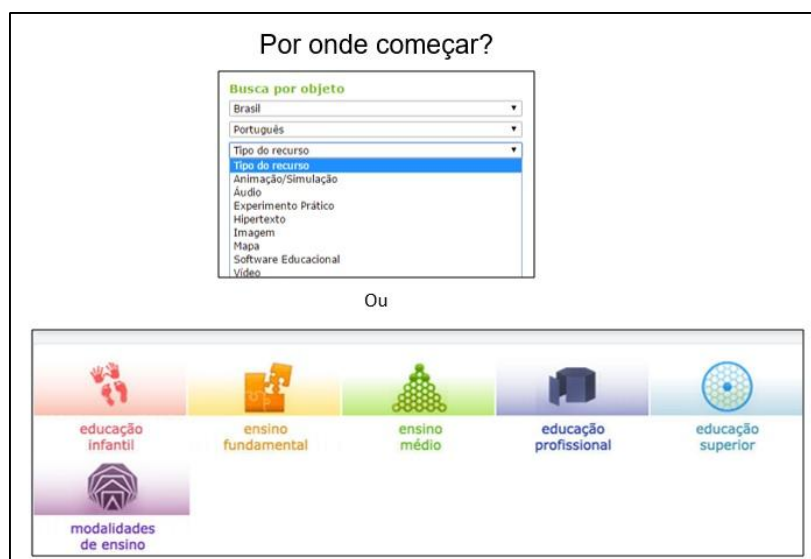 Por onde começar?
Busca por objeto
Brasil
Português
Tipo do recurso
Tipo do recurso
Animação/Simulação
Áudio
Experimento Prático
Hipertexto
Imagem
Mapa
Software Educacional
Vídeo
Ou
educação
infantil
ensino
fundamental
ensino
médio
educação
profissional
educação
superior
modalidades
de ensino